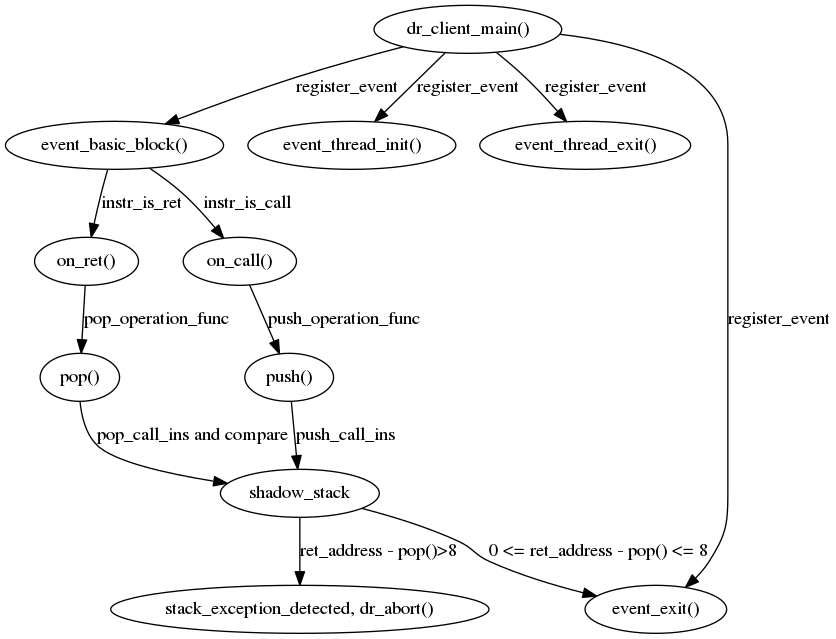 dr_client_main()
register_event
register_event
register_event
event_basic_block()
event_thread_init()
event_thread_exit()
instr_is_ret
instr_is_call
on_ret()
on_call()
pop_operation_func
push_operation_func
register_event
pop()
push()
pop_call_ins and compare
push_call_ins
shadow_stack
ret_address - pop()>8
0 <= ret_address - pop() <= 8
stack_exception_detected, dr_abort()
event_exit()